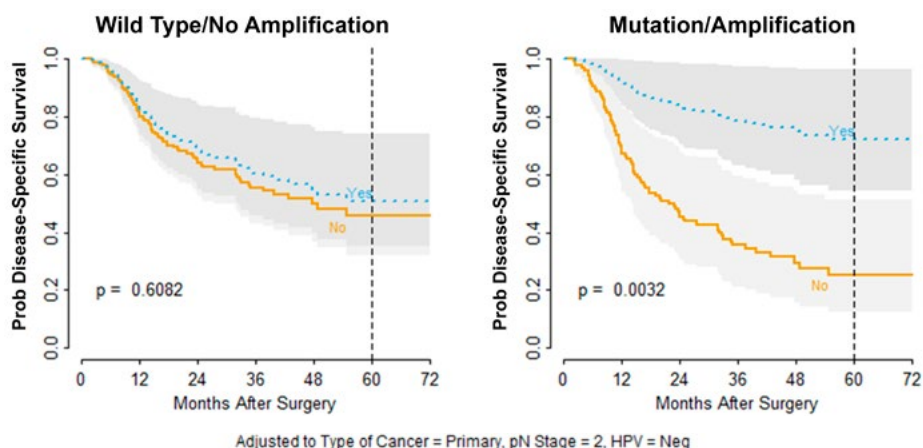 Wild Type/No Amplification
Prob Disease-Specific Survival
1.0
0.8
0.6
0.4
0.2
0.0
Yes
No
p = 0.6082
0 12 24 36 48 60 72
Months After Surgery
Mutation/Amplification
Prob Disease-Specific Survival
1.0
0.8
0.6
0.4
0.2
0.0
Yes
No
p = 0.0032
0 12 24 36 48 60 72
Months After Surgery
Adjusted to Type of Cancer = Primary, pN Stage = 2, HPV = Neg